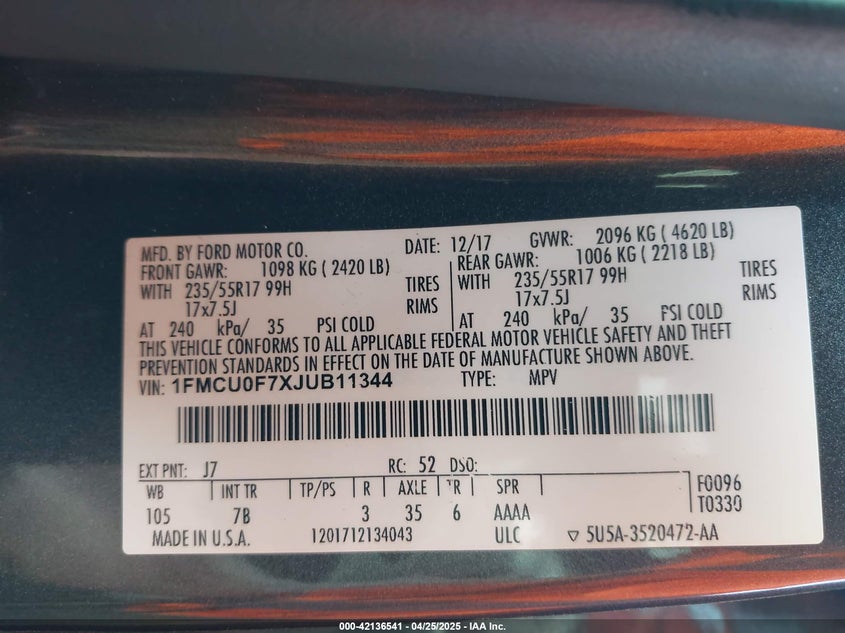 MFD. BY FORD MOTOR CO. DATE: 12/17 GVWR: 2096 KG ( 4620 LB)
FRONT GAWR: 1098 KG ( 2420 LB) REAR GAWR: 1006 KG ( 2218 LB)
WITH 235/55R17 99H TIRES WITH 235/55R17 99H TIRES
17x7.5J RIMS 17x7.5J RIMS
AT 240 kPa/ 35 PSI COLD AT 240 kPa/ 35 PSI COLD
THIS VEHICLE CONFORMS TO ALL APPLICABLE FEDERAL MOTOR VEHICLE SAFETY AND THEFT
PREVENTION STANDARDS IN EFFECT ON THE DATE OF MANUFACTURE SHOWN ABOVE.
VIN: 1FMCU0F7XJUB11344 TYPE: MPV
EXT PNT: J7 RC: 52 DSO:
WB INT TR TP/PS R AXLE TR SPR F0096
105 7B 3 35 6 AAAA T0330
MADE IN U.S.A. 1201712134043 ULC ▽ 5U5A-3520472-AA
000-42136541 - 04/25/2025 - IAA Inc.